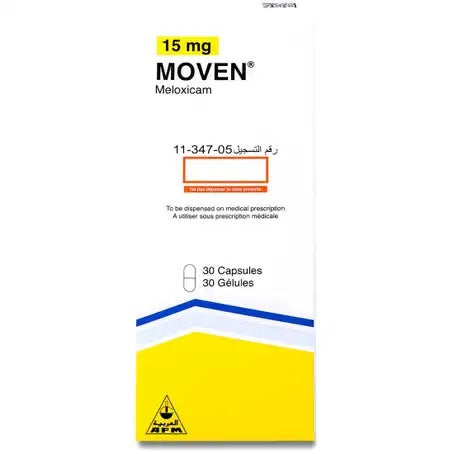 15 mg
MOVEN®
Meloxicam
رقم التسجيل 11-347-05
To be dispensed on medical prescription
A utiliser sous prescription médicale
30 Capsules
30 Gélules
العربية
AFM